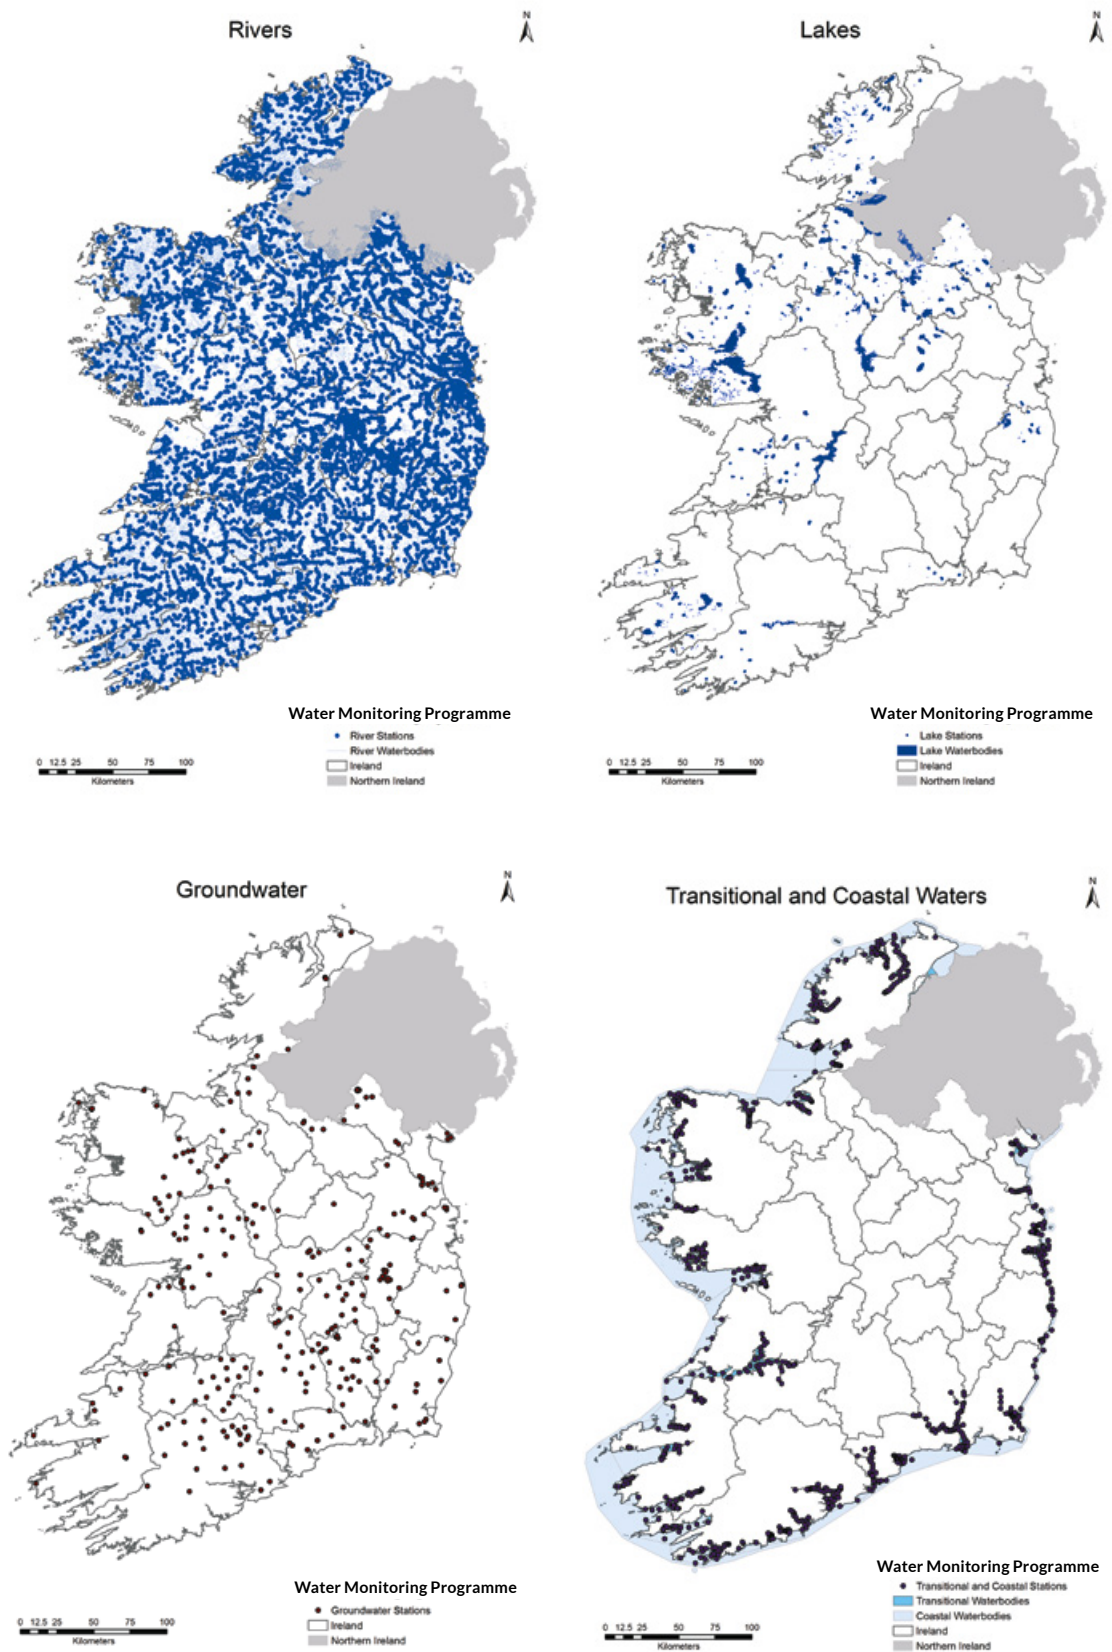 Rivers
N
Lakes
N
Water Monitoring Programme
River Stations
River Waterbodies
Ireland
Northern Ireland
0 12.5 25 50 75 100
Kilometers
Water Monitoring Programme
Lake Stations
Lake Waterbodies
Ireland
Northern Ireland
0 12.5 25 50 75 100
Kilometers
Groundwater
N
Transitional and Coastal Waters
N
Water Monitoring Programme
Groundwater Stations
Ireland
Northern Ireland
0 12.5 25 50 75 100
Kilometers
Water Monitoring Programme
Transitional and Coastal Stations
Transitional Waterbodies
Coastal Waterbodies
Ireland
Northern Ireland
0 12.5 25 50 75 100
Kilometers